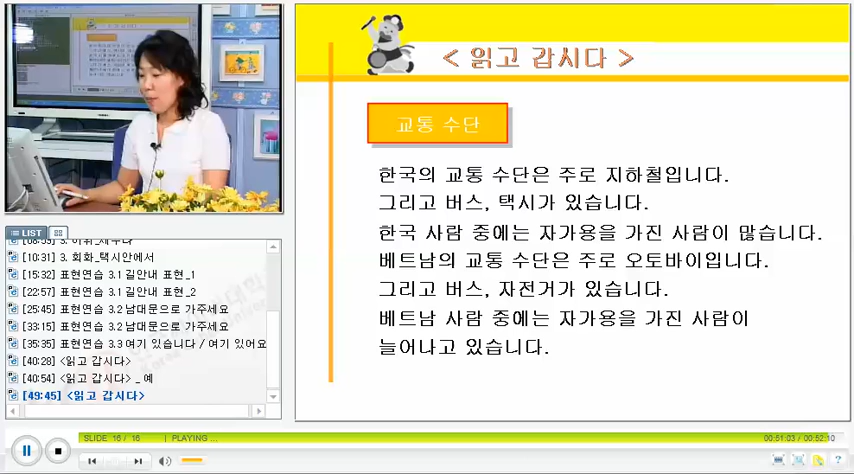 < 읽고 갑시다 >
교통 수단
한국의 교통 수단은 주로 지하철입니다.
그리고 버스, 택시가 있습니다.
한국 사람 중에는 자가용을 가진 사람이 많습니다.
베트남의 교통 수단은 주로 오토바이입니다.
그리고 버스, 자전거가 있습니다.
베트남 사람 중에는 자가용을 가진 사람이
늘어나고 있습니다.
LIST
[10:31] 3. 회화_택시안에서
[15:32] 표현연습 3.1 길안내 표현_1
[22:57] 표현연습 3.1 길안내 표현_2
[25:45] 표현연습 3.2 남대문으로 가주세요
[33:15] 표현연습 3.2 남대문으로 가주세요
[35:35] 표현연습 3.3 여기 있습니다 / 여기 있어요
[40:28] <읽고 갑시다>
[40:54] <읽고 갑시다> _ 예
[49:45] <읽고 갑시다>
SLIDE 16 / 16 | PLAYING ...
00:51:03 / 00:52:10